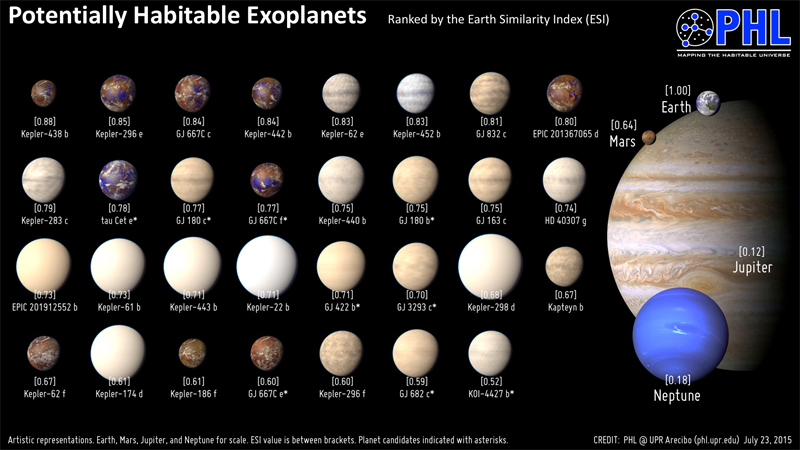 Potentially Habitable Exoplanets
Ranked by the Earth Similarity Index (ESI)
PHL
MAPPING THE HABITABLE UNIVERSE
[0.88]
Kepler-438 b
[0.85]
Kepler-296 e
[0.84]
GJ 667C c
[0.84]
Kepler-442 b
[0.83]
Kepler-62 e
[0.83]
Kepler-452 b
[0.81]
GJ 832 c
[0.80]
EPIC 201367065 d
[1.00]
Earth
[0.64]
Mars
[0.79]
Kepler-283 c
[0.78]
tau Cet e*
[0.77]
GJ 180 c*
[0.77]
GJ 667C f*
[0.75]
Kepler-440 b
[0.75]
GJ 180 b*
[0.75]
GJ 163 c
[0.74]
HD 40307 g
[0.73]
EPIC 201912552 b
[0.73]
Kepler-61 b
[0.71]
Kepler-443 b
[0.71]
Kepler-22 b
[0.71]
GJ 422 b*
[0.70]
GJ 3293 c*
[0.68]
Kepler-298 d
[0.67]
Kapteyn b
[0.12]
Jupiter
[0.67]
Kepler-62 f
[0.61]
Kepler-174 d
[0.61]
Kepler-186 f
[0.60]
GJ 667C e*
[0.60]
Kepler-296 f
[0.59]
GJ 682 c*
[0.52]
KOI-4427 b*
[0.18]
Neptune
Artistic representations. Earth, Mars, Jupiter, and Neptune for scale. ESI value is between brackets. Planet candidates indicated with asterisks.
CREDIT: PHL @ UPR Arecibo (phl.upr.edu) July 23, 2015